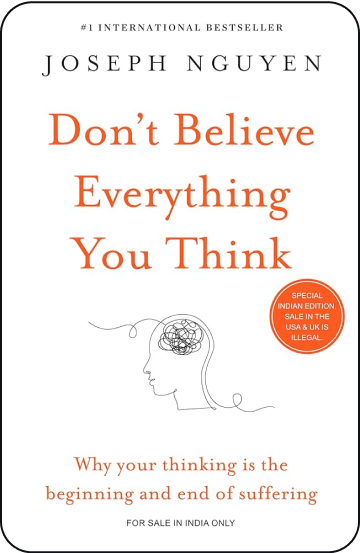 #1 INTERNATIONAL BESTSELLER
JOSEPH NGUYEN
Don't Believe
Everything
You Think
SPECIAL
INDIAN EDITION.
SALE IN THE
USA & UK IS
ILLEGAL.
Why your thinking is the
beginning and end of suffering
FOR SALE IN INDIA ONLY